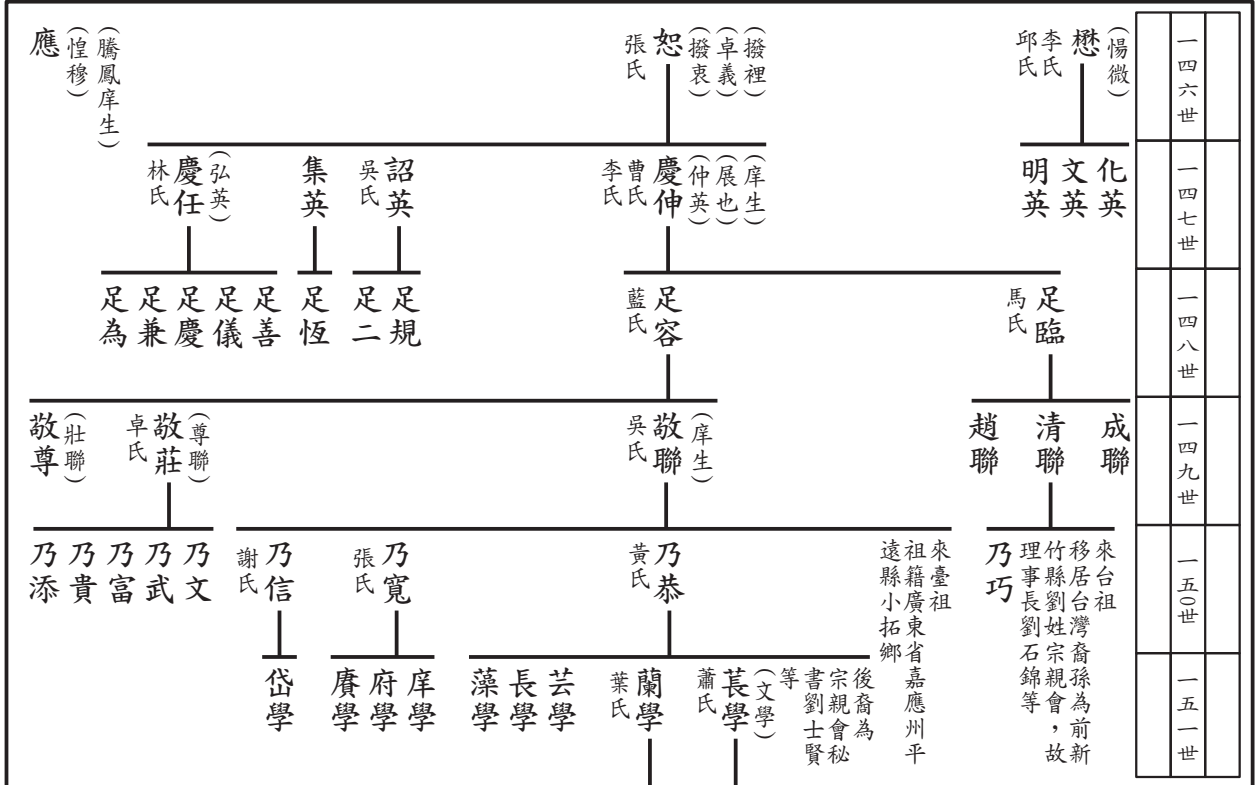 一四六世
(愓微)
懋
李氏
邱氏
(撥裡)
(卓義)
(撥衷)
恕
張氏
(騰鳳庠生)
(惶穆)
應
一四七世
化英
文英
明英
(庠生)
(展也)
(仲英)
慶伸
曹氏
李氏
詔英
吳氏
集英
(弘英)
慶任
林氏
一四八世
足臨
馬氏
足容
藍氏
足規
足二
足恆
足善
足儀
足慶
足兼
足為
一四九世
成聯
清聯
趙聯
(庠生)
敬聯
吳氏
(尊聯)
敬莊
卓氏
(壯聯)
敬尊
一五○世
來台祖
移居台灣裔孫為前新
竹縣劉姓宗親會,故
理事長劉石錦等
乃巧
來臺祖
祖籍廣東省嘉應州平
遠縣小拓鄉
乃恭
黃氏
乃寬
張氏
乃信
謝氏
乃文
乃武
乃富
乃貴
乃添
一五一世
後裔為
宗親會秘
書劉士賢
等
(文學)
萇學
蕭氏
蘭學
葉氏
芸學
長學
藻學
庠學
府學
賡學
岱學